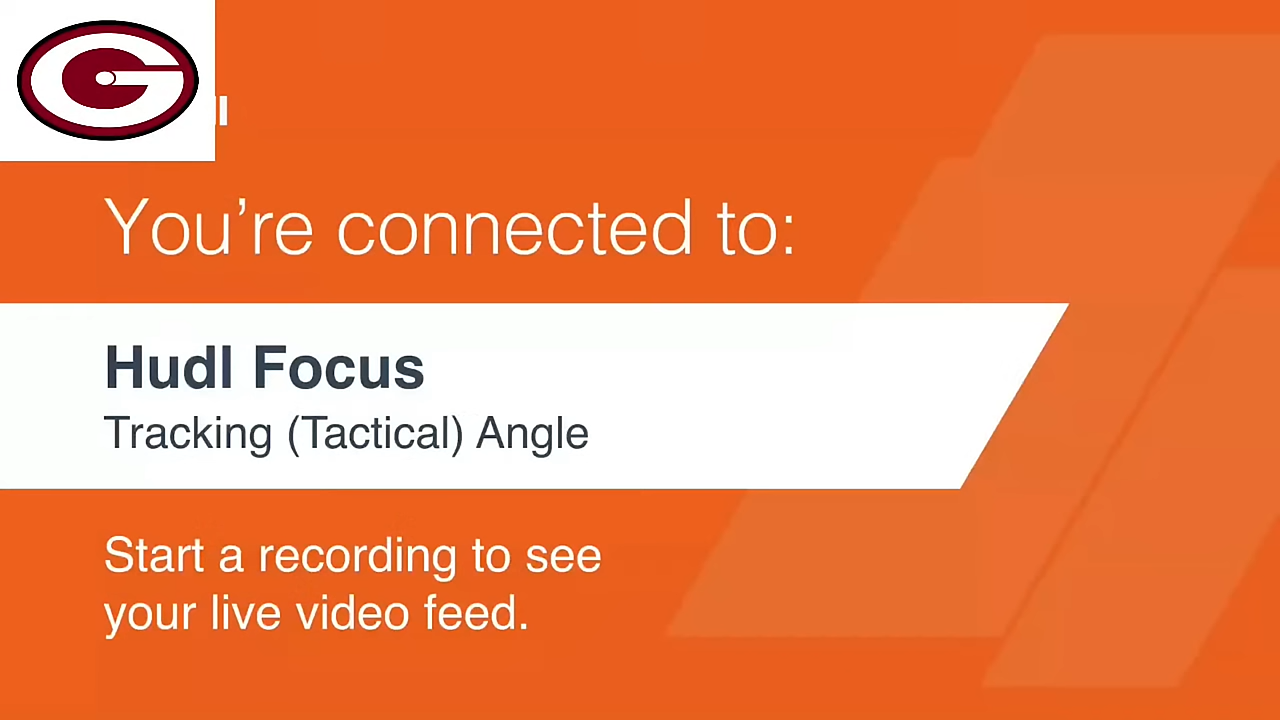 G
You're connected to:
Hudl Focus
Tracking (Tactical) Angle
Start a recording to see
your live video feed.